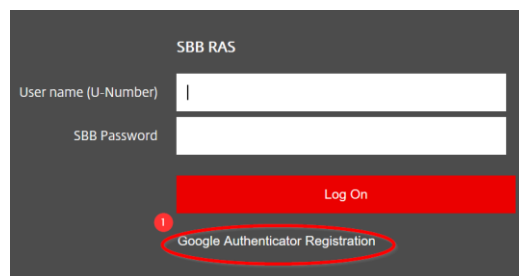 SBB RAS
User name (U-Number)
SBB Password
Log On
1
Google Authenticator Registration